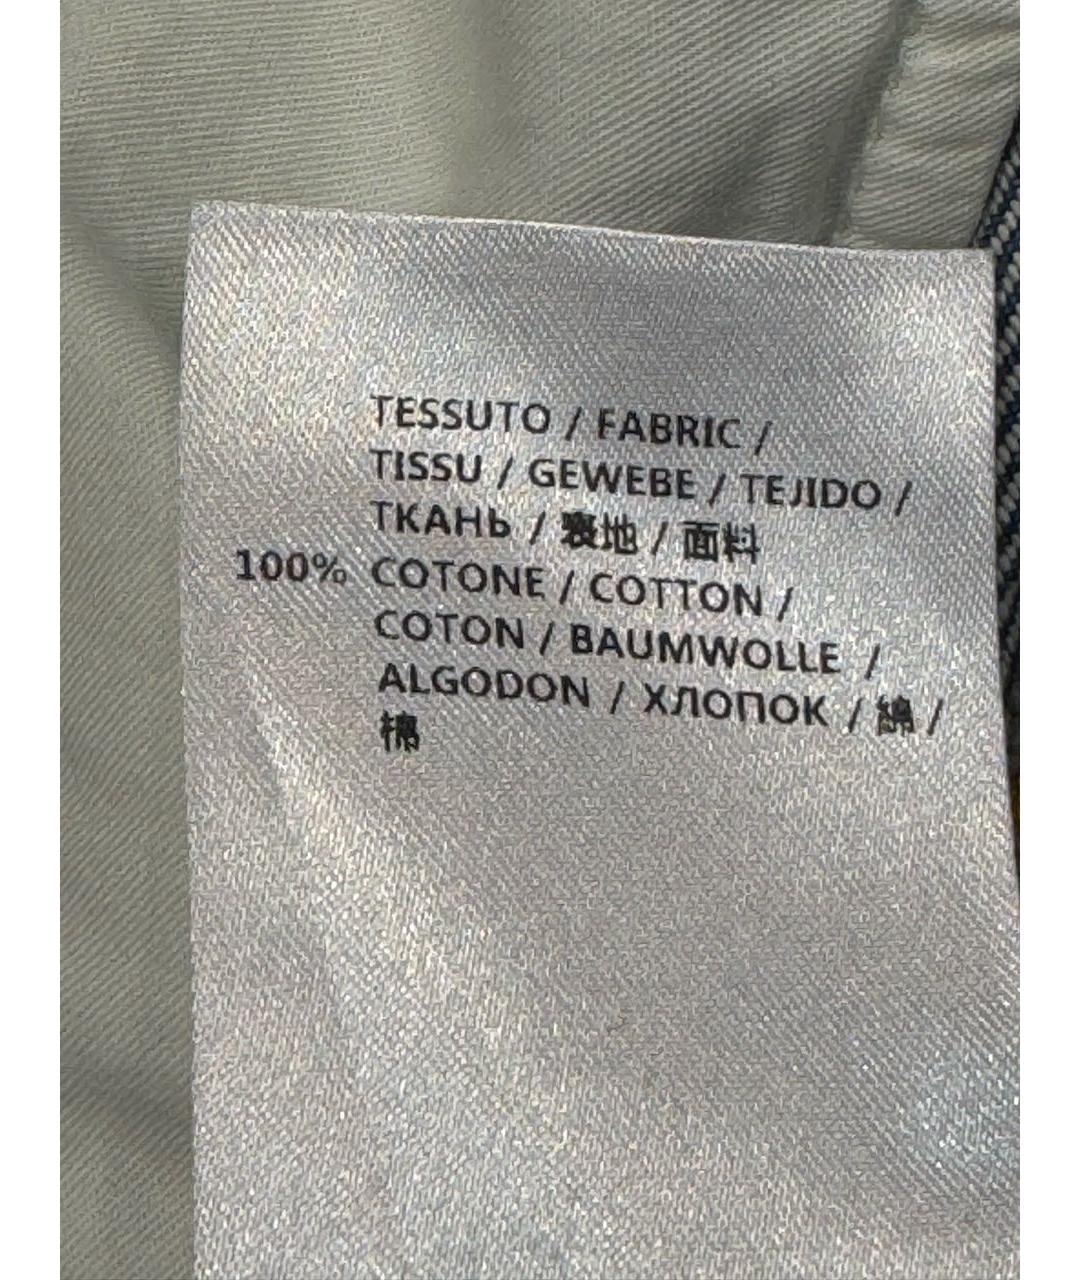 TESSUTO / FABRIC /
TISSU / GEWEBE / TEJIDO /
ТКАНЬ / 裏地 / 面料
100% COTONE / COTTON /
COTON / BAUMWOLLE /
ALGODON / ХЛОПОК / 綿 /
棉